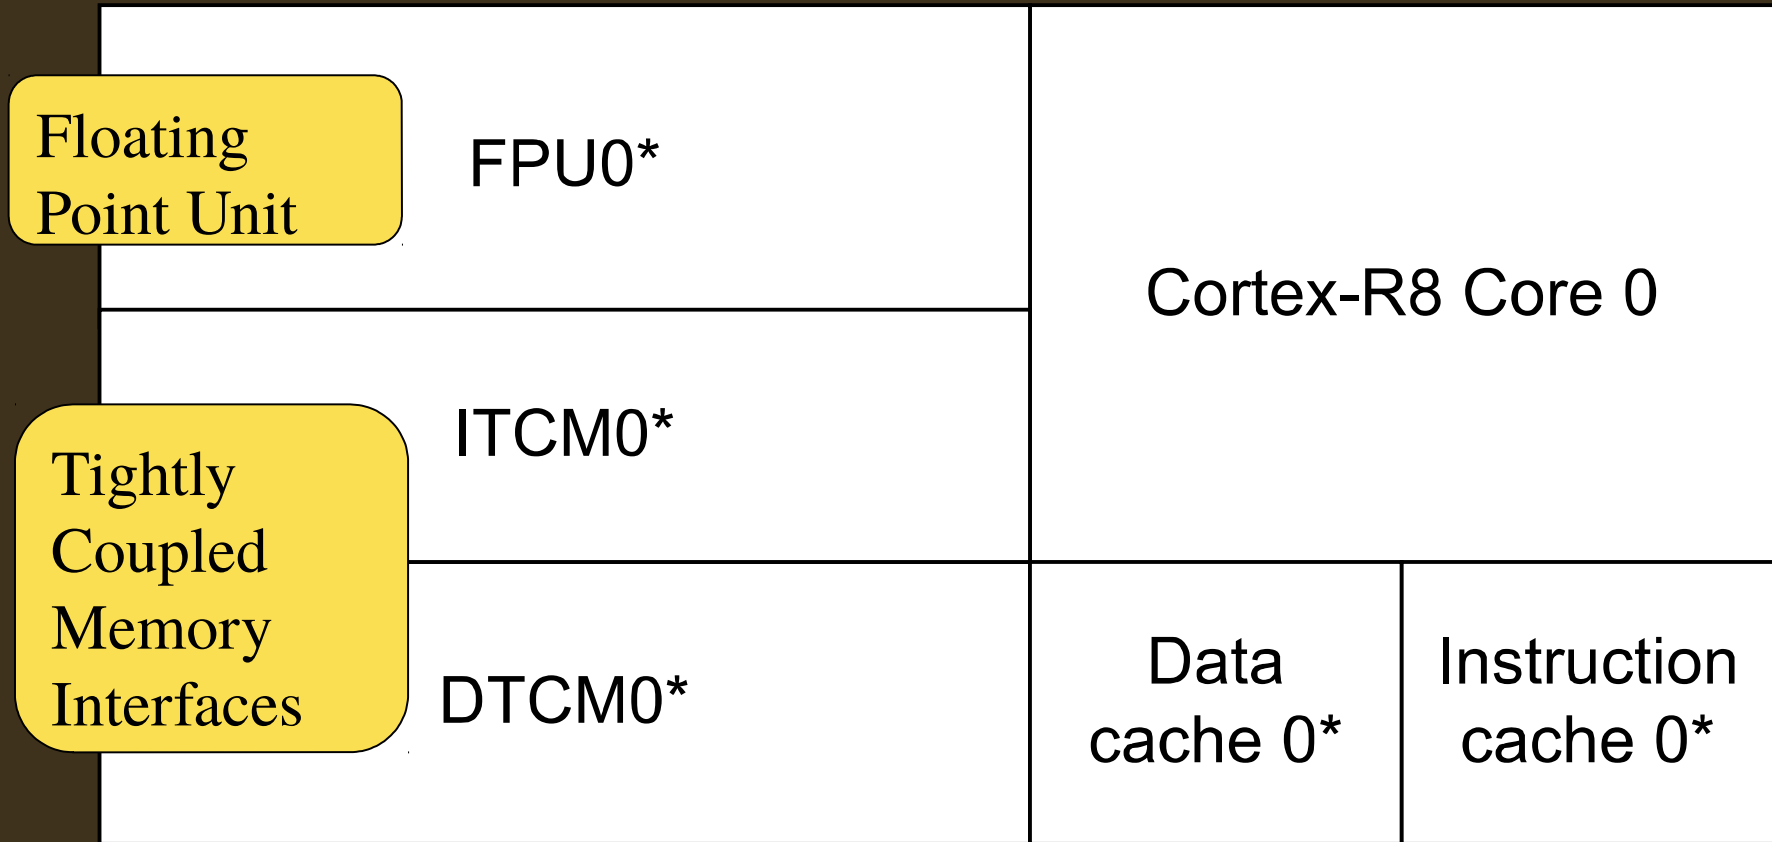 Floating
Point Unit
FPU0*
Cortex-R8 Core 0
ITCM0*
Tightly
Coupled
Memory
Interfaces
DTCM0*
Data
cache 0*
Instruction
cache 0*